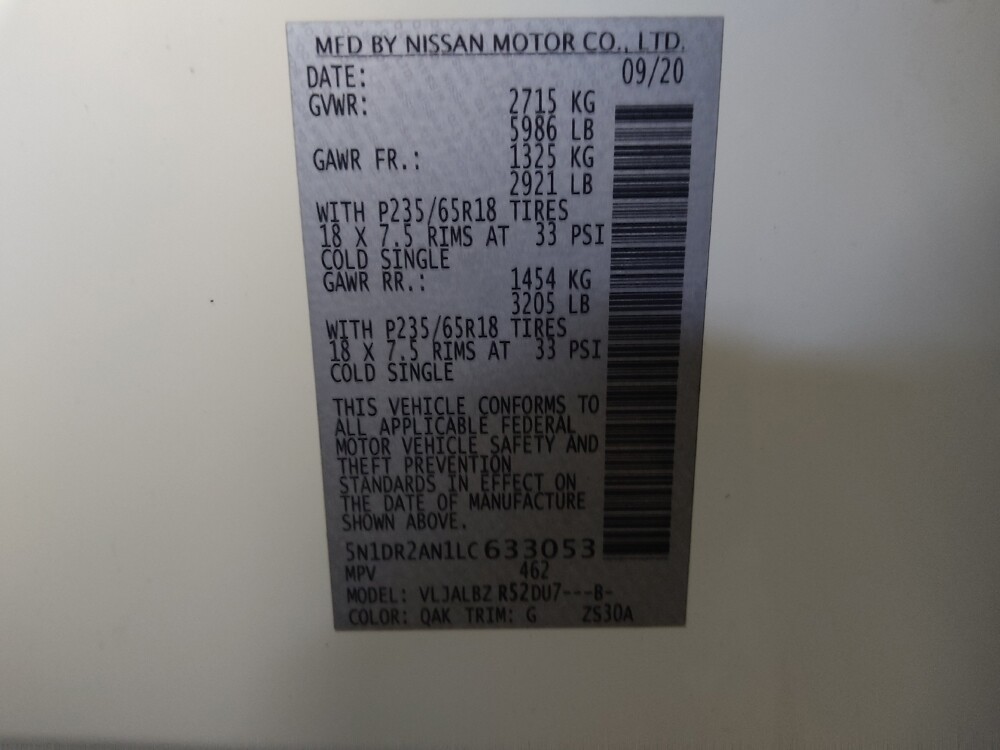 MFD BY NISSAN MOTOR CO., LTD.
DATE: 09/20
GVWR: 2715 KG
5986 LB
GAWR FR.: 1325 KG
2921 LB
WITH P235/65R18 TIRES
18 X 7.5 RIMS AT 33 PSI
COLD SINGLE
GAWR RR.: 1454 KG
3205 LB
WITH P235/65R18 TIRES
18 X 7.5 RIMS AT 33 PSI
COLD SINGLE
THIS VEHICLE CONFORMS TO
ALL APPLICABLE FEDERAL
MOTOR VEHICLE SAFETY AND
THEFT PREVENTION
STANDARDS IN EFFECT ON
THE DATE OF MANUFACTURE
SHOWN ABOVE.
5N1DR2AN1LC633053
MPV 462
MODEL: VLJALBZ R52DU7---B-
COLOR: QAK TRIM: G ZS30A